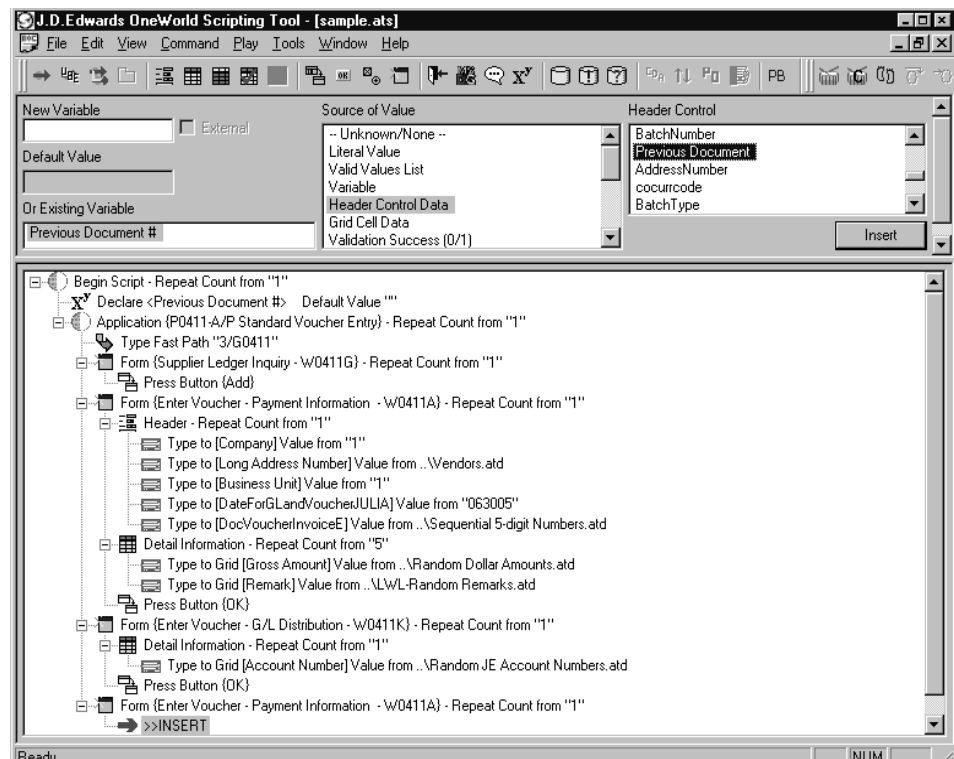 J.D.Edwards OneWorld Scripting Tool - [sample.ats]
File Edit View Command Play Tools Window Help
PB
New Variable
External
Default Value
Or Existing Variable
Previous Document #
Source of Value
-- Unknown/None --
Literal Value
Valid Values List
Variable
Header Control Data
Grid Cell Data
Validation Success (0/1)
Header Control
BatchNumber
Previous Document
AddressNumber
cocurrcode
BatchType
Insert
Begin Script - Repeat Count from "1"
Declare <Previous Document #> Default Value ""
Application {P0411-A/P Standard Voucher Entry} - Repeat Count from "1"
Type Fast Path "3/G0411"
Form {Supplier Ledger Inquiry - W0411G} - Repeat Count from "1"
Press Button {Add}
Form {Enter Voucher - Payment Information - W0411A} - Repeat Count from "1"
Header - Repeat Count from "1"
Type to [Company] Value from "1"
Type to [Long Address Number] Value from ..\Vendors.atd
Type to [Business Unit] Value from "1"
Type to [DateForGLandVoucherJULIA] Value from "063005"
Type to [DocVoucherInvoiceE] Value from ..\Sequential 5-digit Numbers.atd
Detail Information - Repeat Count from "5"
Type to Grid [Gross Amount] Value from ..\Random Dollar Amounts.atd
Type to Grid [Remark] Value from ..\LWL-Random Remarks.atd
Press Button {OK}
Form {Enter Voucher - G/L Distribution - W0411K} - Repeat Count from "1"
Detail Information - Repeat Count from "1"
Type to Grid [Account Number] Value from ..\Random JE Account Numbers.atd
Press Button {OK}
Form {Enter Voucher - Payment Information - W0411A} - Repeat Count from "1"
>>INSERT
Ready
NUM